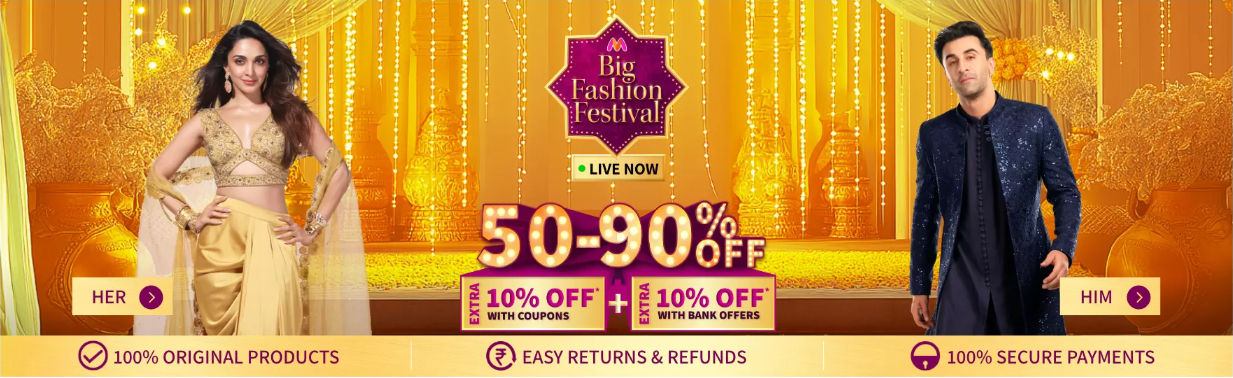 Big
Fashion
Festival
LIVE NOW
50-90% OFF
EXTRA
10% OFF*
WITH COUPONS
+
EXTRA
10% OFF*
WITH BANK OFFERS
HER
HIM
100% ORIGINAL PRODUCTS
EASY RETURNS & REFUNDS
100% SECURE PAYMENTS